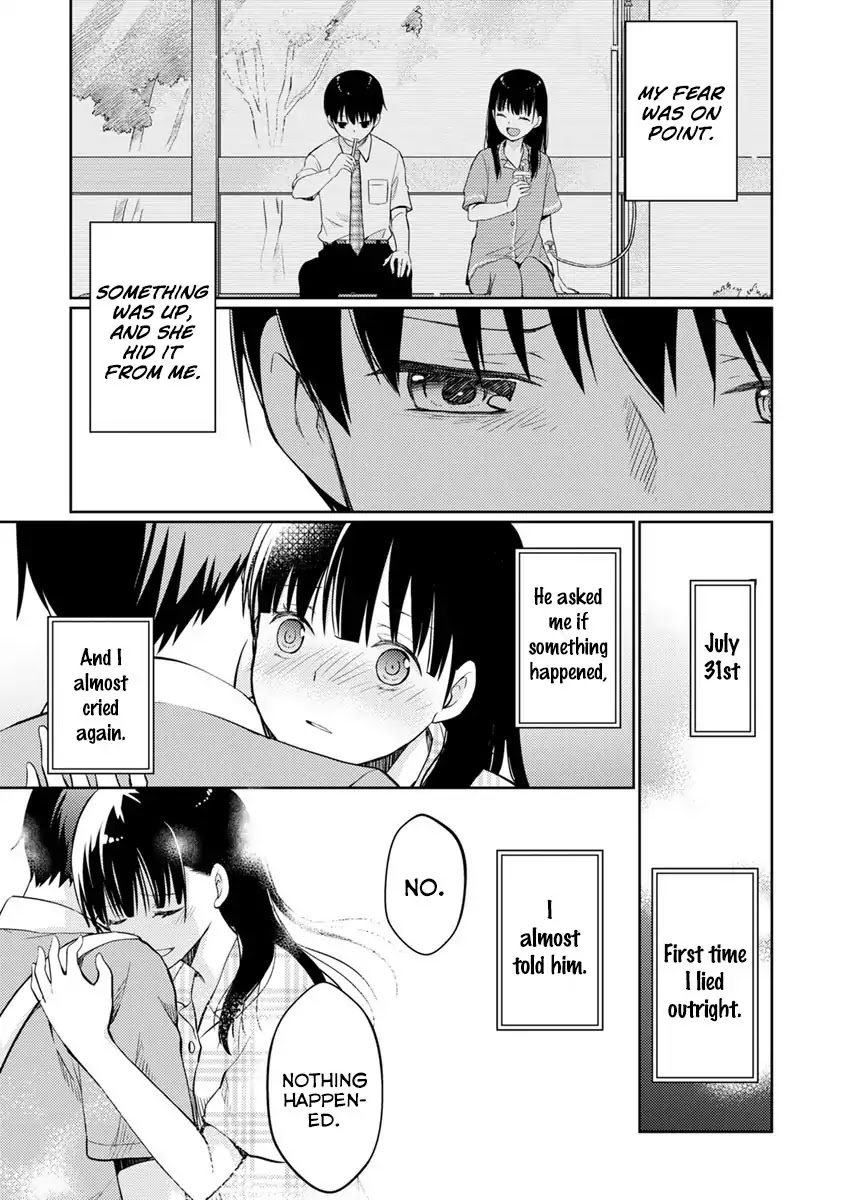 MY FEAR
WAS ON
POINT.
SOMETHING
WAS UP,
AND SHE
HID IT
FROM ME.
July
31st
First time
I lied
outright.
He asked
me if
something
happened,
And I
almost
cried
again.
I
almost
told him.
NO.
NOTHING
HAPPEN-
ED.